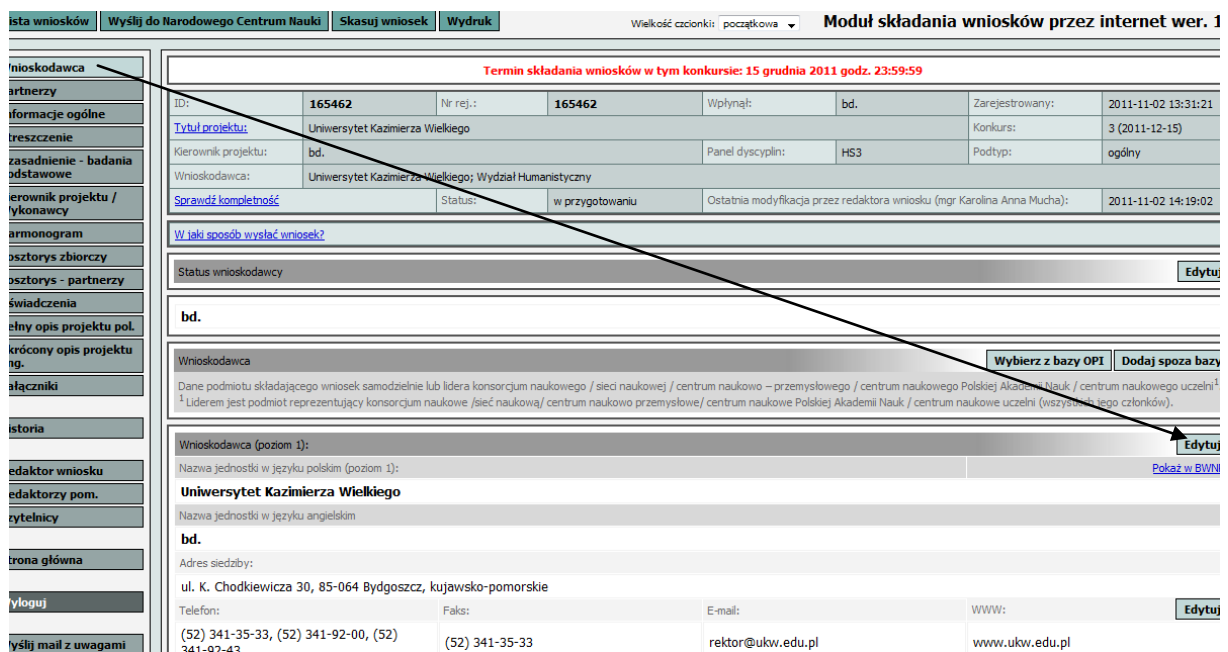 ista wniosków Wyślij do Narodowego Centrum Nauki Skasuj wniosek Wydruk Wielkość czcionki: początkowa Moduł składania wniosków przez internet wer. 1
nioskodawca
artnerzy
nformacje ogólne
treszczenie
zasadnienie - badania
odstawowe
ierownik projektu /
ykonawcy
armonogram
osztorys zbiorczy
osztorys - partnerzy
świadczenia
ełny opis projektu pol.
krócony opis projektu
ng.
ałączniki
istoria
edaktor wniosku
edaktorzy pom.
zytelnicy
trona główna
yloguj
yślij mail z uwagami
Termin składania wniosków w tym konkursie: 15 grudnia 2011 godz. 23:59:59
ID: 165462 Nr rej.: 165462 Wpłynął: bd. Zarejestrowany: 2011-11-02 13:31:21
Tytuł projektu: Uniwersytet Kazimierza Wielkiego Konkurs: 3 (2011-12-15)
Kierownik projektu: bd. Panel dyscyplin: HS3 Podtyp: ogólny
Wnioskodawca: Uniwersytet Kazimierza Wielkiego; Wydział Humanistyczny
Sprawdź kompletność Status: w przygotowaniu Ostatnia modyfikacja przez redaktora wniosku (mgr Karolina Anna Mucha): 2011-11-02 14:19:02
W jaki sposób wysłać wniosek?
Status wnioskodawcy Edytuj
bd.
Wnioskodawca Wybierz z bazy OPI Dodaj spoza bazy
Dane podmiotu składającego wniosek samodzielnie lub lidera konsorcjum naukowego / sieci naukowej / centrum naukowo – przemysłowego / centrum naukowego Polskiej Akademii Nauk / centrum naukowego uczelni¹
¹ Liderem jest podmiot reprezentujący konsorcjum naukowe /sieć naukową/ centrum naukowo przemysłowe/ centrum naukowe Polskiej Akademii Nauk / centrum naukowe uczelni (wszystkich jego członków).
Wnioskodawca (poziom 1): Edytuj
Nazwa jednostki w języku polskim (poziom 1): Pokaż w BWNP
Uniwersytet Kazimierza Wielkiego
Nazwa jednostki w języku angielskim
bd.
Adres siedziby:
ul. K. Chodkiewicza 30, 85-064 Bydgoszcz, kujawsko-pomorskie
Telefon: Faks: E-mail: WWW: Edytuj
(52) 341-35-33, (52) 341-92-00, (52) (52) 341-35-33 rektor@ukw.edu.pl www.ukw.edu.pl
341-92-43